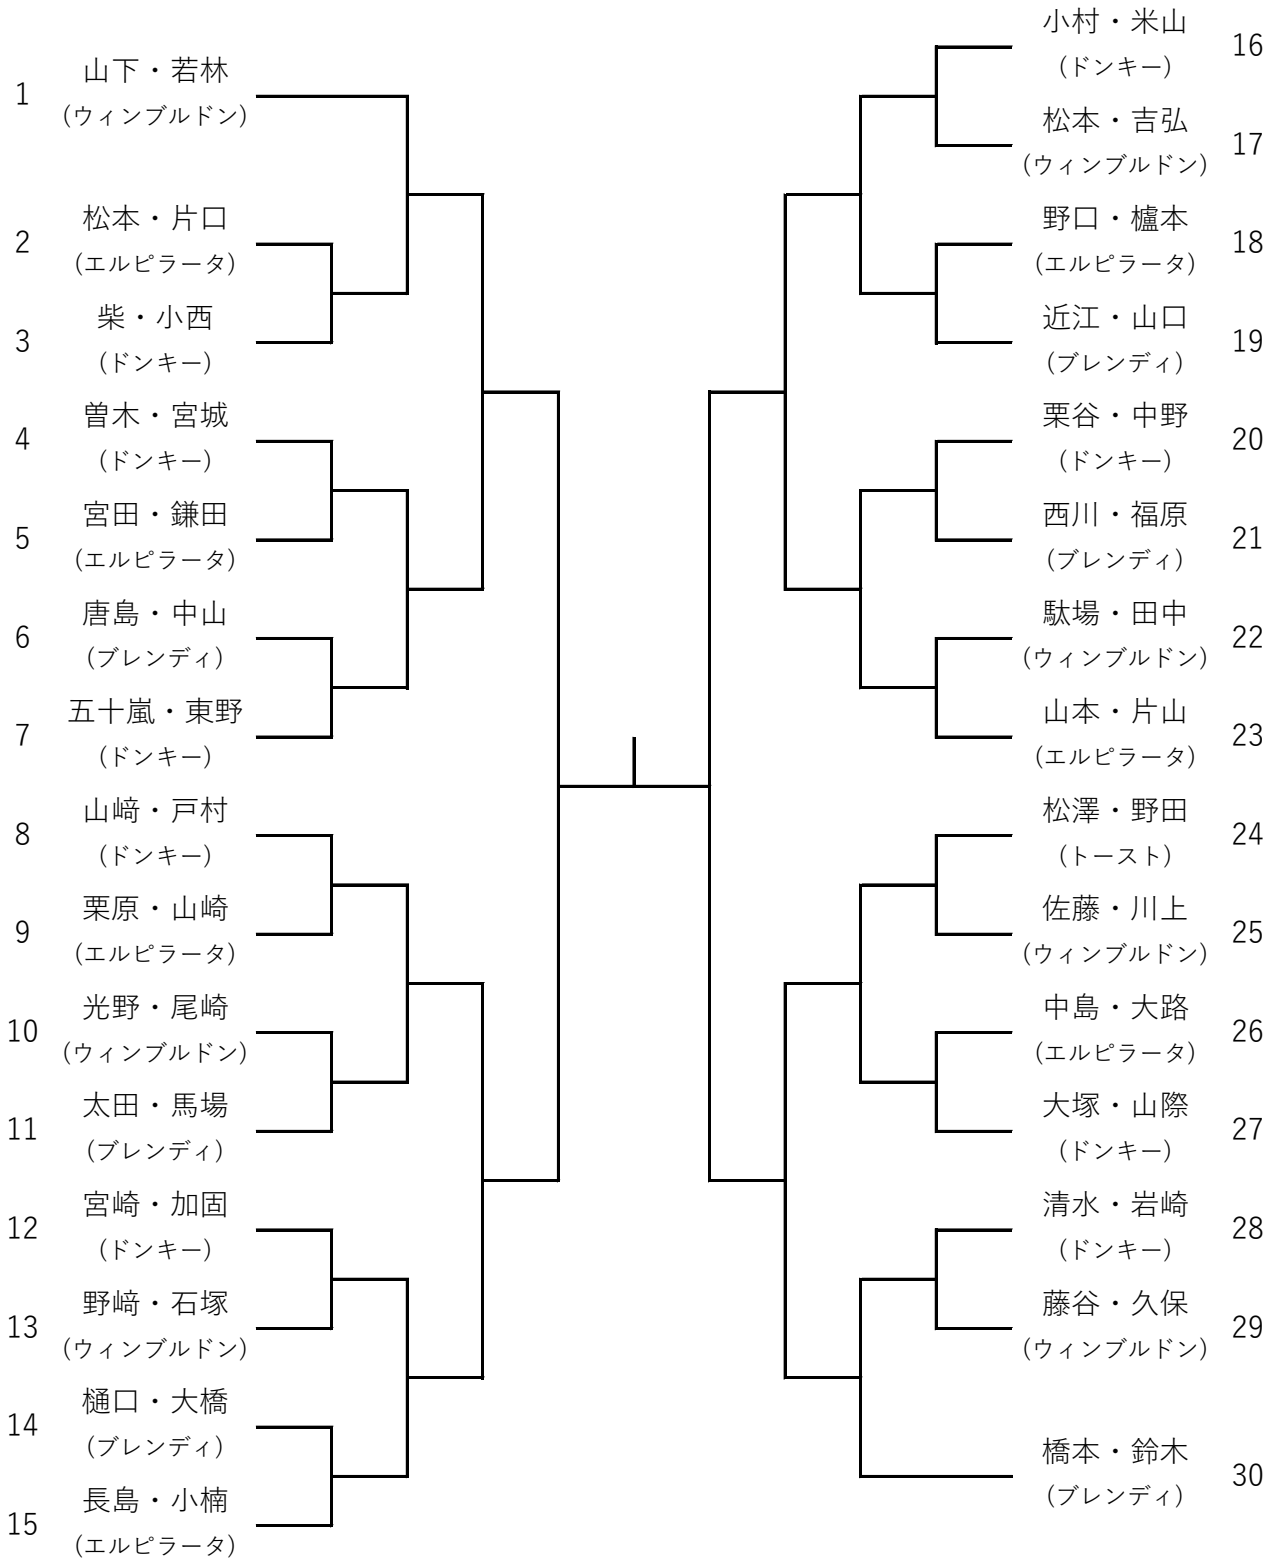 1
山下・若林
(ウィンブルドン)
2
松本・片口
(エルピラータ)
3
柴・小西
(ドンキー)
4
曽木・宮城
(ドンキー)
5
宮田・鎌田
(エルピラータ)
6
唐島・中山
(ブレンディ)
7
五十嵐・東野
(ドンキー)
8
山﨑・戸村
(ドンキー)
9
栗原・山崎
(エルピラータ)
10
光野・尾崎
(ウィンブルドン)
11
太田・馬場
(ブレンディ)
12
宮崎・加固
(ドンキー)
13
野﨑・石塚
(ウィンブルドン)
14
樋口・大橋
(ブレンディ)
15
長島・小楠
(エルピラータ)
小村・米山
(ドンキー)
16
松本・吉弘
(ウィンブルドン)
17
野口・櫨本
(エルピラータ)
18
近江・山口
(ブレンディ)
19
栗谷・中野
(ドンキー)
20
西川・福原
(ブレンディ)
21
駄場・田中
(ウィンブルドン)
22
山本・片山
(エルピラータ)
23
松澤・野田
(トースト)
24
佐藤・川上
(ウィンブルドン)
25
中島・大路
(エルピラータ)
26
大塚・山際
(ドンキー)
27
清水・岩崎
(ドンキー)
28
藤谷・久保
(ウィンブルドン)
29
橋本・鈴木
(ブレンディ)
30